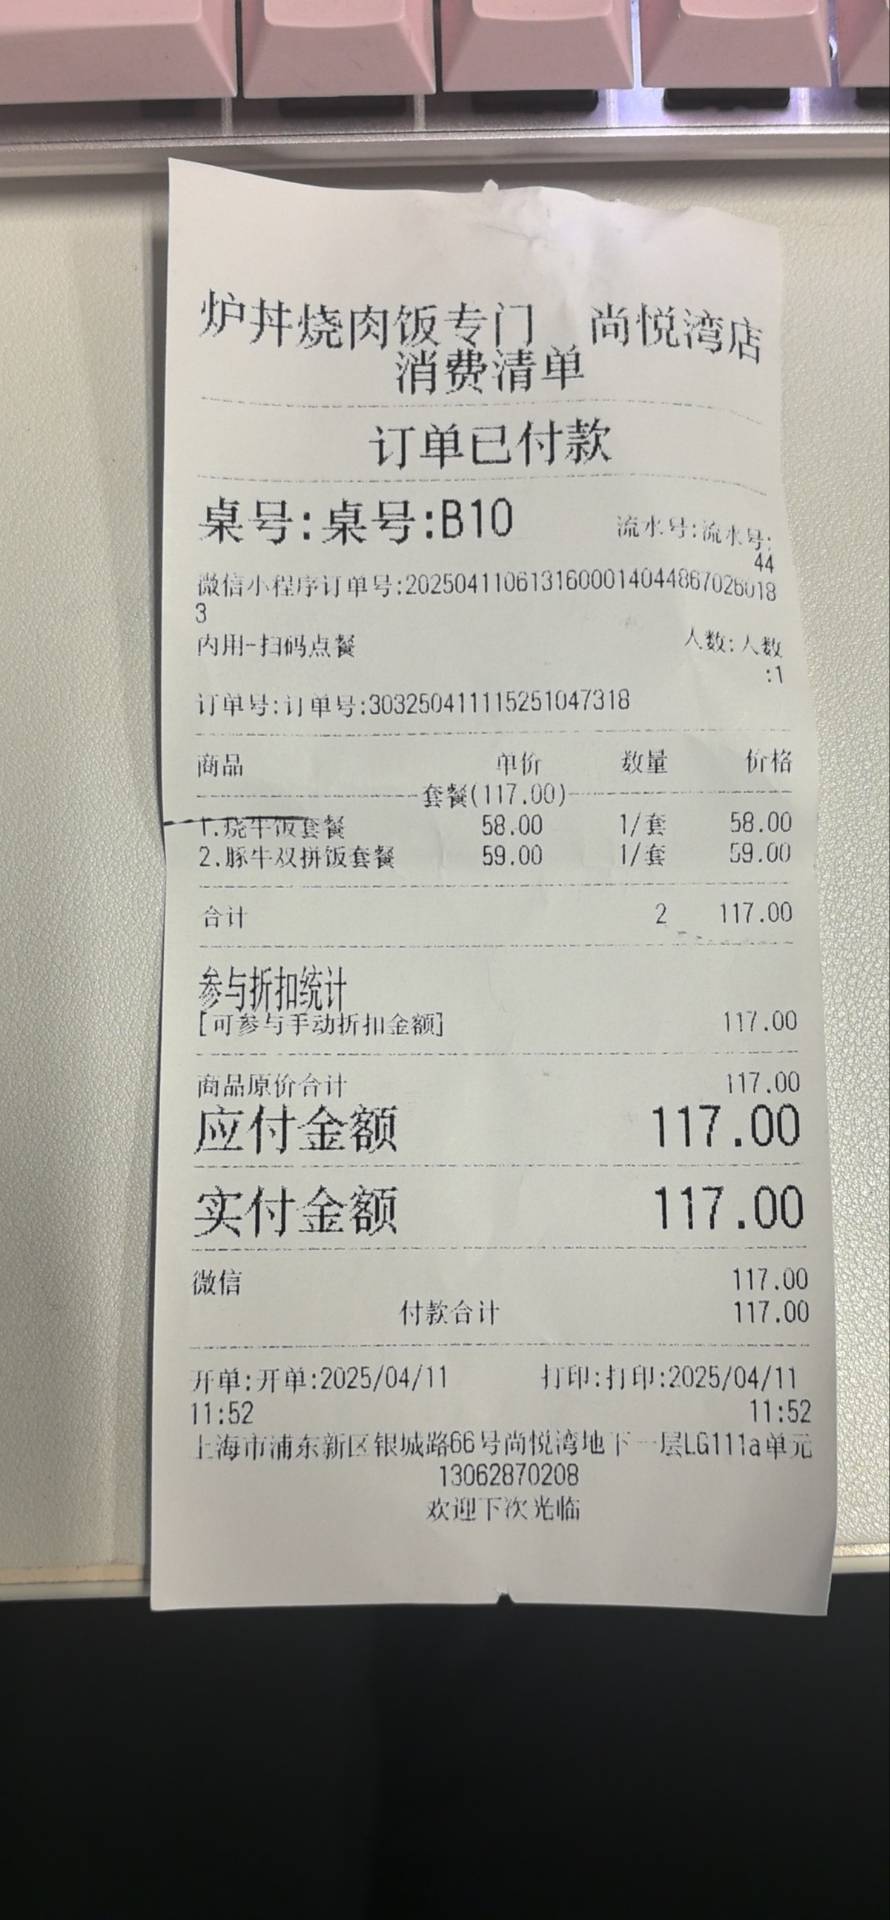 炉丼烧肉饭专门 尚悦湾店
消费清单
订单已付款
桌号:桌号:B10 流水号:流水号:
44
微信小程序订单号:2025041106131600014044867026018
3
内用-扫码点餐 人数:人数
:1
订单号:订单号:3032504111115251047318
商品 单价 数量 价格
套餐(117.00)
1.烧牛饭套餐 58.00 1/套 58.00
2.豚牛双拼饭套餐 59.00 1/套 59.00
合计 2 117.00
参与折扣统计
[可参与手动折扣金额] 117.00
商品原价合计 117.00
应付金额 117.00
实付金额 117.00
微信 117.00
付款合计 117.00
开单:开单:2025/04/11 打印:打印:2025/04/11
11:52 11:52
上海市浦东新区银城路66号尚悦湾地下一层LG111a单元
13062870208
欢迎下次光临